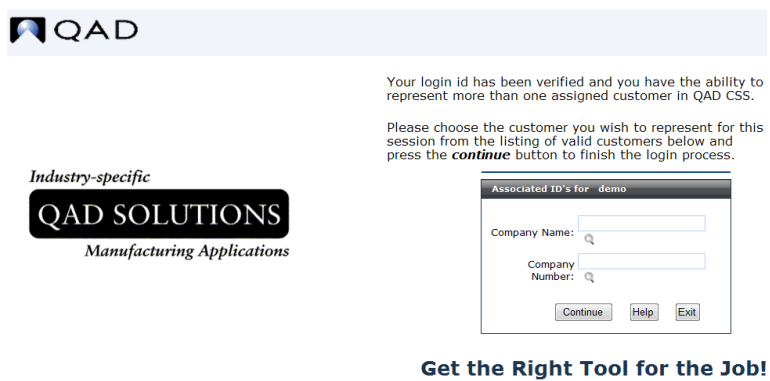 QAD
Your login id has been verified and you have the ability to
represent more than one assigned customer in QAD CSS.
Please choose the customer you wish to represent for this
session from the listing of valid customers below and
press the continue button to finish the login process.
Industry-specific
QAD SOLUTIONS
Manufacturing Applications
Associated ID's for demo
Company Name:
Company
Number:
Continue Help Exit
Get the Right Tool for the Job!